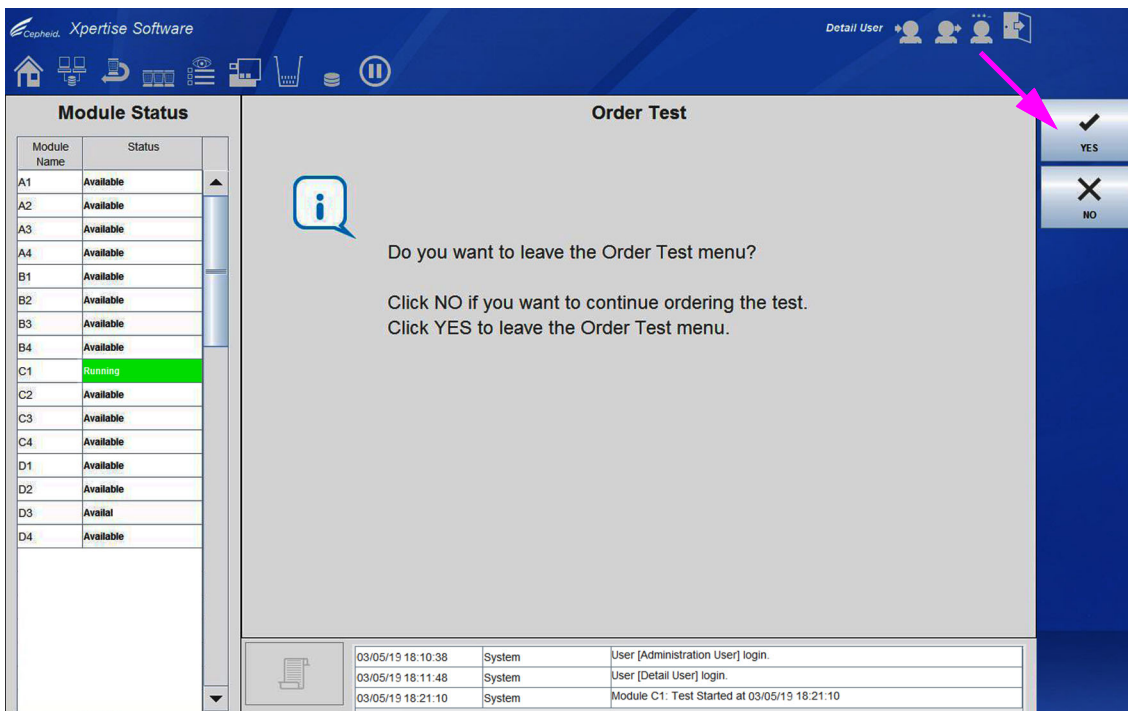 Cepheid. Xpertise Software
Detail User
Module Status
Module Name
Status
A1 Available
A2 Available
A3 Available
A4 Available
B1 Available
B2 Available
B3 Available
B4 Available
C1 Running
C2 Available
C3 Available
C4 Available
D1 Available
D2 Available
D3 Availal
D4 Available
Order Test
Do you want to leave the Order Test menu?
Click NO if you want to continue ordering the test.
Click YES to leave the Order Test menu.
YES
NO
03/05/19 18:10:38 System User [Administration User] login.
03/05/19 18:11:48 System User [Detail User] login.
03/05/19 18:21:10 System Module C1: Test Started at 03/05/19 18:21:10